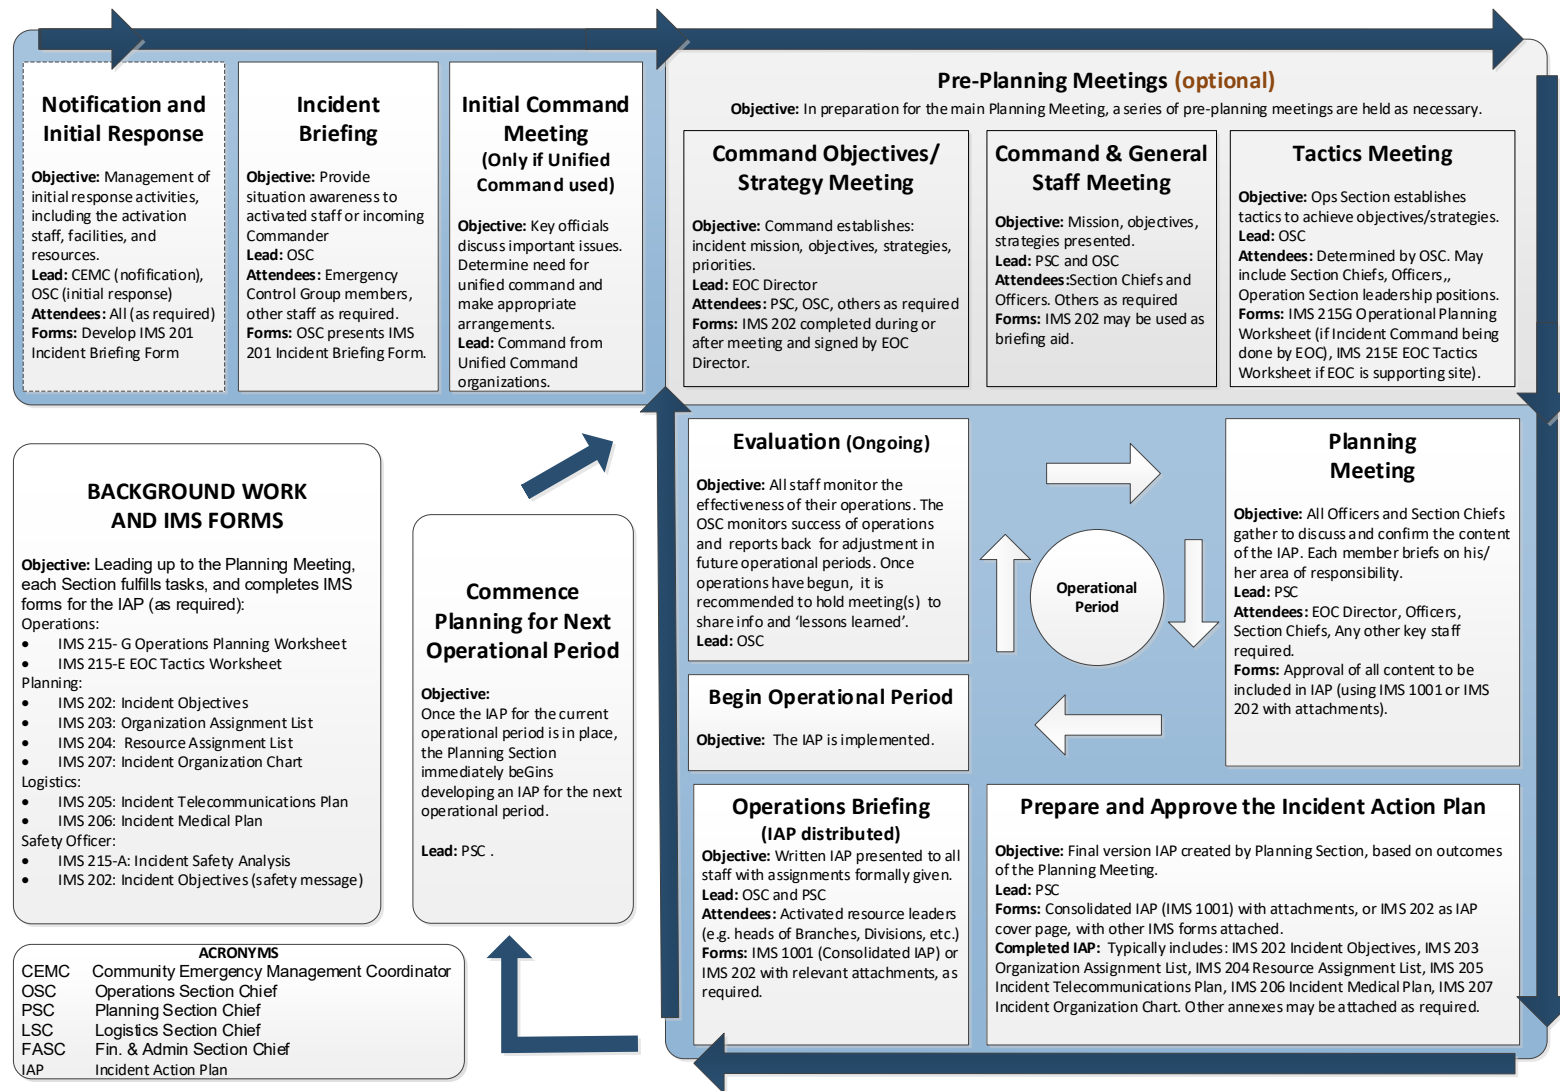 Notification and
Initial Response
Objective: Management of
initial response activities,
including the activation
staff, facilities, and
resources.
Lead: CEMC (notification),
OSC (initial response)
Attendees: All (as required)
Forms: Develop IMS 201
Incident Briefing Form
Incident
Briefing
Objective: Provide
situation awareness to
activated staff or incoming
Commander
Lead: OSC
Attendees: Emergency
Control Group members,
other staff as required.
Forms: OSC presents IMS
201 Incident Briefing Form.
Initial Command
Meeting
(Only if Unified
Command used)
Objective: Key officials
discuss important issues.
Determine need for
unified command and
make appropriate
arrangements.
Lead: Command from
Unified Command
organizations.
Pre-Planning Meetings (optional)
Objective: In preparation for the main Planning Meeting, a series of pre-planning meetings are held as necessary.
Command Objectives/
Strategy Meeting
Objective: Command establishes:
incident mission, objectives, strategies,
priorities.
Lead: EOC Director
Attendees: PSC, OSC, others as required
Forms: IMS 202 completed during or
after meeting and signed by EOC
Director.
Command & General
Staff Meeting
Objective: Mission, objectives,
strategies presented.
Lead: PSC and OSC
Attendees:Section Chiefs and
Officers. Others as required
Forms: IMS 202 may be used as
briefing aid.
Tactics Meeting
Objective: Ops Section establishes
tactics to achieve objectives/strategies.
Lead: OSC
Attendees: Determined by OSC. May
include Section Chiefs, Officers,,
Operation Section leadership positions.
Forms: IMS 215G Operational Planning
Worksheet (if Incident Command being
done by EOC), IMS 215E EOC Tactics
Worksheet if EOC is supporting site).
BACKGROUND WORK
AND IMS FORMS
Objective: Leading up to the Planning Meeting,
each Section fulfills tasks, and completes IMS
forms for the IAP (as required):
Operations:
• IMS 215- G Operations Planning Worksheet
• IMS 215-E EOC Tactics Worksheet
Planning:
• IMS 202: Incident Objectives
• IMS 203: Organization Assignment List
• IMS 204: Resource Assignment List
• IMS 207: Incident Organization Chart
Logistics:
• IMS 205: Incident Telecommunications Plan
• IMS 206: Incident Medical Plan
Safety Officer:
• IMS 215-A: Incident Safety Analysis
• IMS 202: Incident Objectives (safety message)
Commence
Planning for Next
Operational Period
Objective:
Once the IAP for the current
operational period is in place,
the Planning Section
immediately beGins
developing an IAP for the next
operational period.
Lead: PSC .
Evaluation (Ongoing)
Objective: All staff monitor the
effectiveness of their operations. The
OSC monitors success of operations
and reports back for adjustment in
future operational periods. Once
operations have begun, it is
recommended to hold meeting(s) to
share info and ‘lessons learned’.
Lead: OSC
Begin Operational Period
Objective: The IAP is implemented.
Operational
Period
Planning
Meeting
Objective: All Officers and Section Chiefs
gather to discuss and confirm the content
of the IAP. Each member briefs on his/
her area of responsibility.
Lead: PSC
Attendees: EOC Director, Officers,
Section Chiefs, Any other key staff
required.
Forms: Approval of all content to be
included in IAP (using IMS 1001 or IMS
202 with attachments).
Operations Briefing
(IAP distributed)
Objective: Written IAP presented to all
staff with assignments formally given.
Lead: OSC and PSC
Attendees: Activated resource leaders
(e.g. heads of Branches, Divisions, etc.)
Forms: IMS 1001 (Consolidated IAP) or
IMS 202 with relevant attachments, as
required.
Prepare and Approve the Incident Action Plan
Objective: Final version IAP created by Planning Section, based on outcomes
of the Planning Meeting.
Lead: PSC
Forms: Consolidated IAP (IMS 1001) with attachments, or IMS 202 as IAP
cover page, with other IMS forms attached.
Completed IAP: Typically includes: IMS 202 Incident Objectives, IMS 203
Organization Assignment List, IMS 204 Resource Assignment List, IMS 205
Incident Telecommunications Plan, IMS 206 Incident Medical Plan, IMS 207
Incident Organization Chart. Other annexes may be attached as required.
ACRONYMS
CEMC Community Emergency Management Coordinator
OSC Operations Section Chief
PSC Planning Section Chief
LSC Logistics Section Chief
FASC Fin. & Admin Section Chief
IAP Incident Action Plan